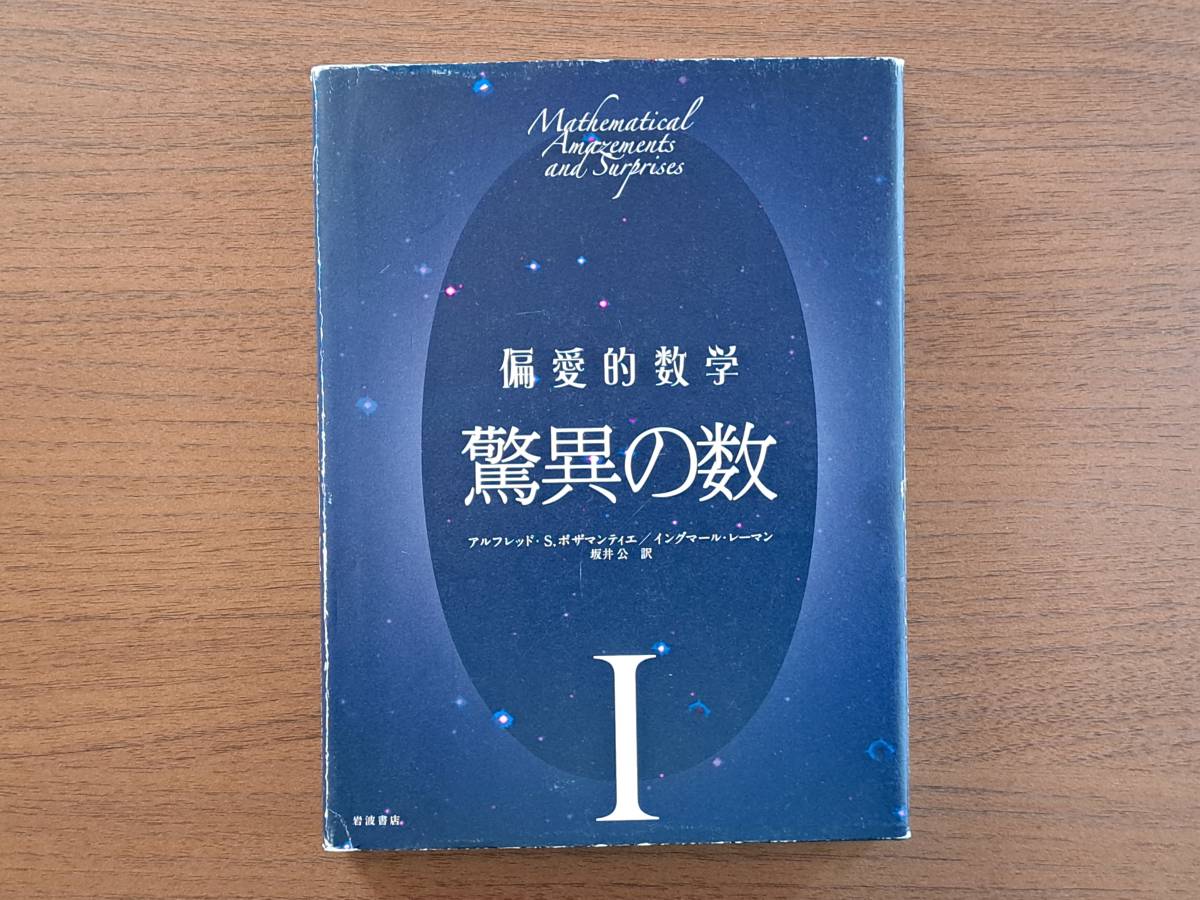 Mathematical
Amazements
and Surprises
偏愛的数学
驚異の数
アルフレッド・S.ポザマンティエ／イングマール・レーマン
坂井公 訳
I
岩波書店